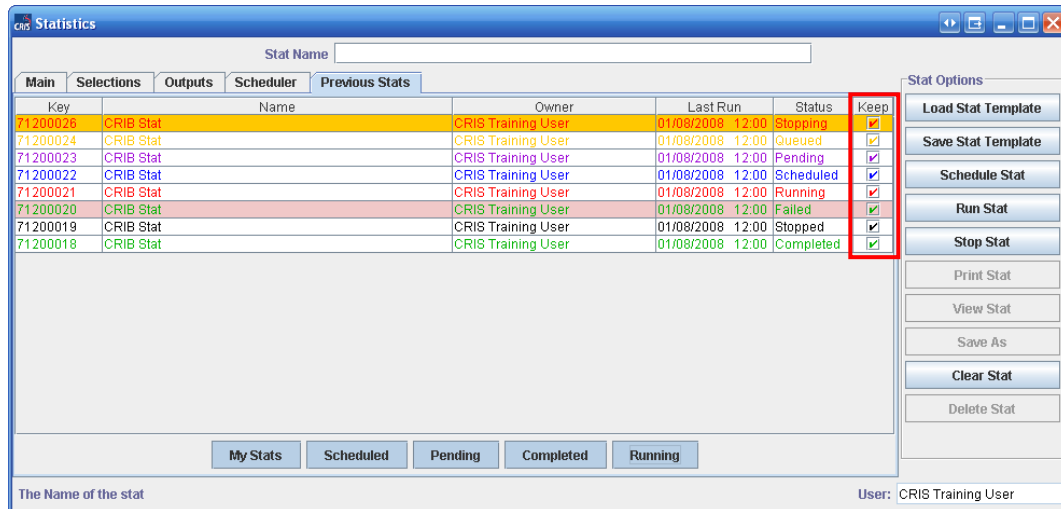 CRIS Statistics
Stat Name
Main Selections Outputs Scheduler Previous Stats
Stat Options
Key Name Owner Last Run Status Keep
71200026 CRIB Stat CRIS Training User 01/08/2008 12:00 Stopping
71200024 CRIB Stat CRIS Training User 01/08/2008 12:00 Queued
71200023 CRIB Stat CRIS Training User 01/08/2008 12:00 Pending
71200022 CRIB Stat CRIS Training User 01/08/2008 12:00 Scheduled
71200021 CRIB Stat CRIS Training User 01/08/2008 12:00 Running
71200020 CRIB Stat CRIS Training User 01/08/2008 12:00 Failed
71200019 CRIB Stat CRIS Training User 01/08/2008 12:00 Stopped
71200018 CRIB Stat CRIS Training User 01/08/2008 12:00 Completed
Load Stat Template
Save Stat Template
Schedule Stat
Run Stat
Stop Stat
Print Stat
View Stat
Save As
Clear Stat
Delete Stat
My Stats Scheduled Pending Completed Running
The Name of the stat
User: CRIS Training User